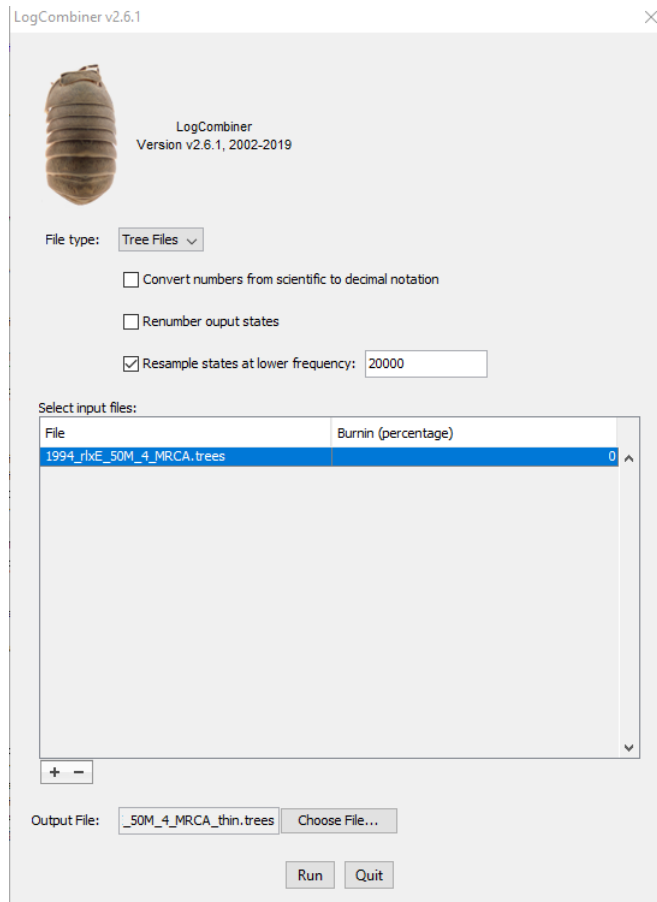 LogCombiner v2.6.1
LogCombiner
Version v2.6.1, 2002-2019
File type: Tree Files
Convert numbers from scientific to decimal notation
Renumber ouput states
Resample states at lower frequency: 20000
Select input files:
File Burnin (percentage)
1994_rlxE_50M_4_MRCA.trees 0
+ −
Output File: _50M_4_MRCA_thin.trees Choose File...
Run Quit